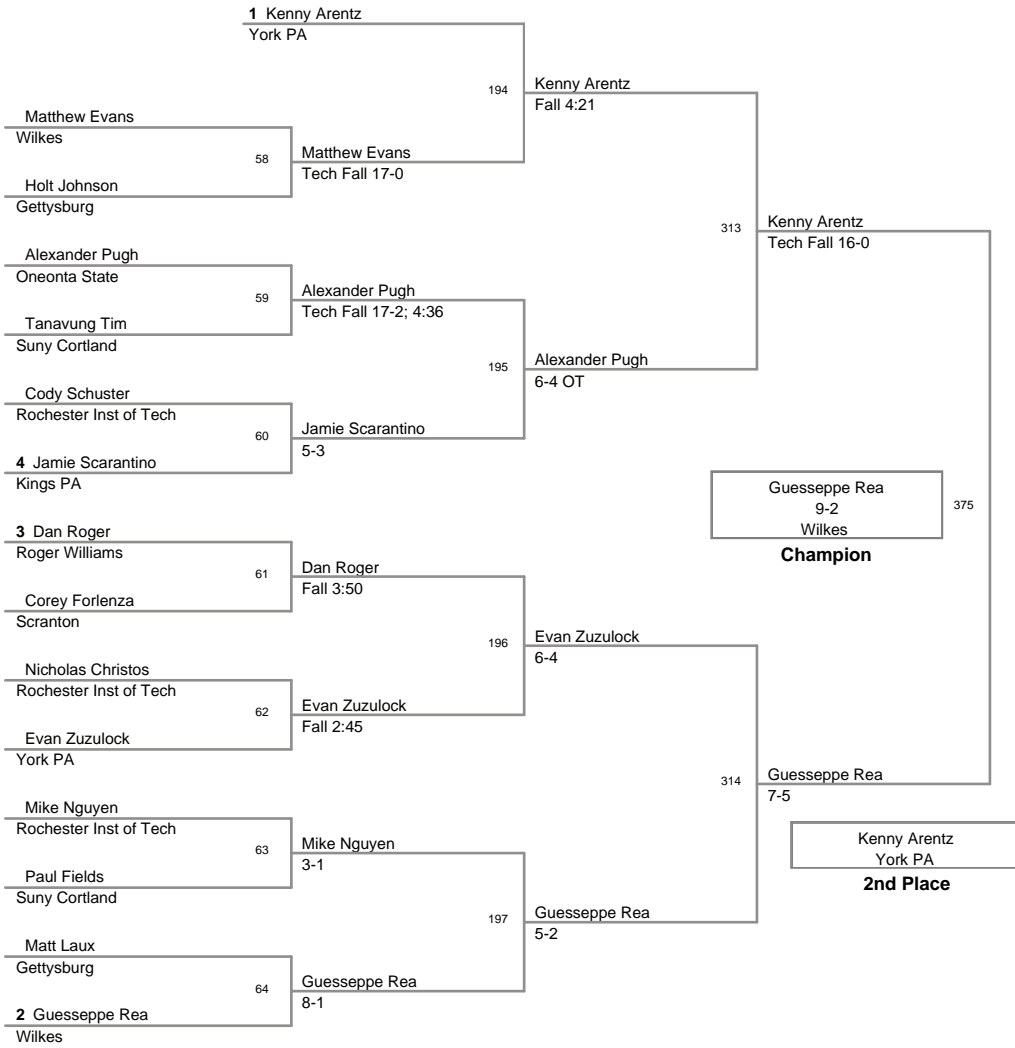 1 Kenny Arentz
York PA
194
Kenny Arentz
Fall 4:21
Matthew Evans
Wilkes
58
Matthew Evans
Tech Fall 17-0
Holt Johnson
Gettysburg
313
Kenny Arentz
Tech Fall 16-0
Alexander Pugh
Oneonta State
59
Alexander Pugh
Tech Fall 17-2; 4:36
Tanavung Tim
Suny Cortland
195
Alexander Pugh
6-4 OT
Cody Schuster
Rochester Inst of Tech
60
Jamie Scarantino
5-3
4 Jamie Scarantino
Kings PA
Guesseppe Rea
9-2
Wilkes
Champion
375
3 Dan Roger
Roger Williams
61
Dan Roger
Fall 3:50
Corey Forlenza
Scranton
196
Evan Zuzulock
6-4
Nicholas Christos
Rochester Inst of Tech
62
Evan Zuzulock
Fall 2:45
Evan Zuzulock
York PA
314
Guesseppe Rea
7-5
Mike Nguyen
Rochester Inst of Tech
63
Mike Nguyen
3-1
Kenny Arentz
York PA
2nd Place
Paul Fields
Suny Cortland
197
Guesseppe Rea
5-2
Matt Laux
Gettysburg
64
Guesseppe Rea
8-1
2 Guesseppe Rea
Wilkes